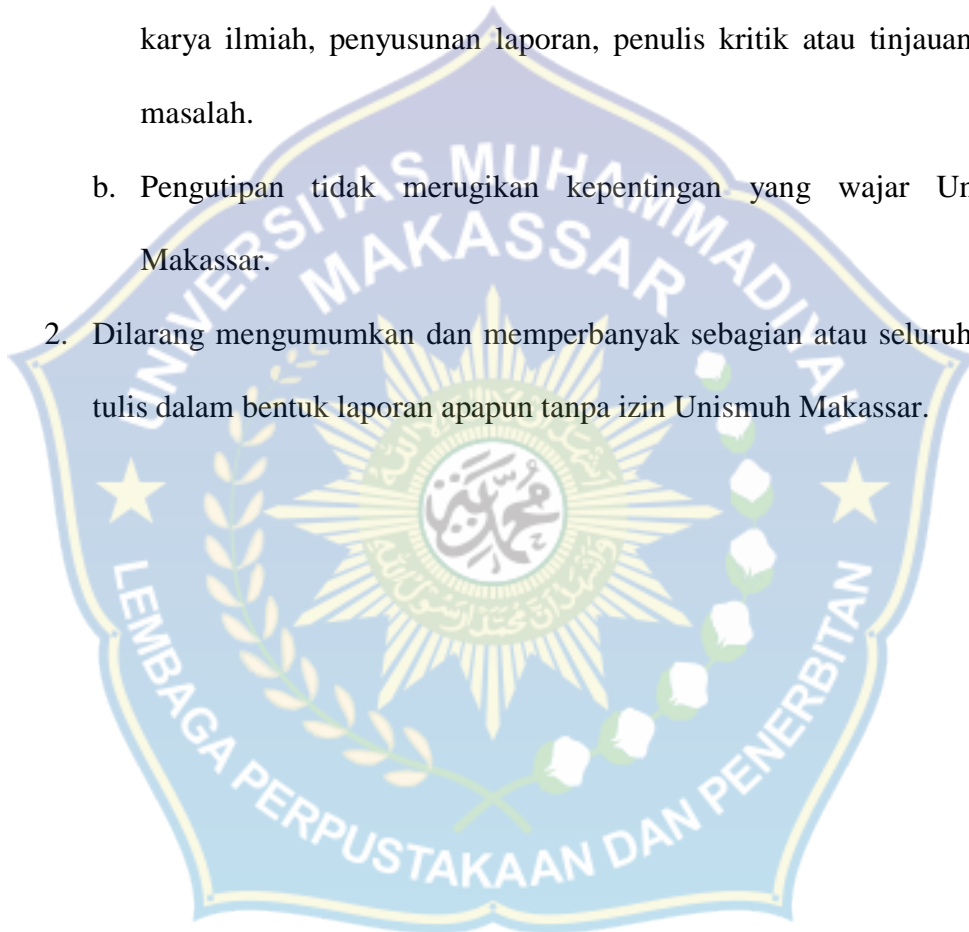 karya ilmiah, penyusunan laporan, penulis kritik atau tinjauan
masalah.
b. Pengutipan tidak merugikan kepentingan yang wajar Un
Makassar.
2. Dilarang mengumumkan dan memperbanyak sebagian atau seluruh
tulis dalam bentuk laporan apapun tanpa izin Unismuh Makassar.
UNIVERSITAS MUHAMMADIYAH
MAKASSAR
محمدية
LEMBAGA PERPUSTAKAAN DAN PENERBITAN